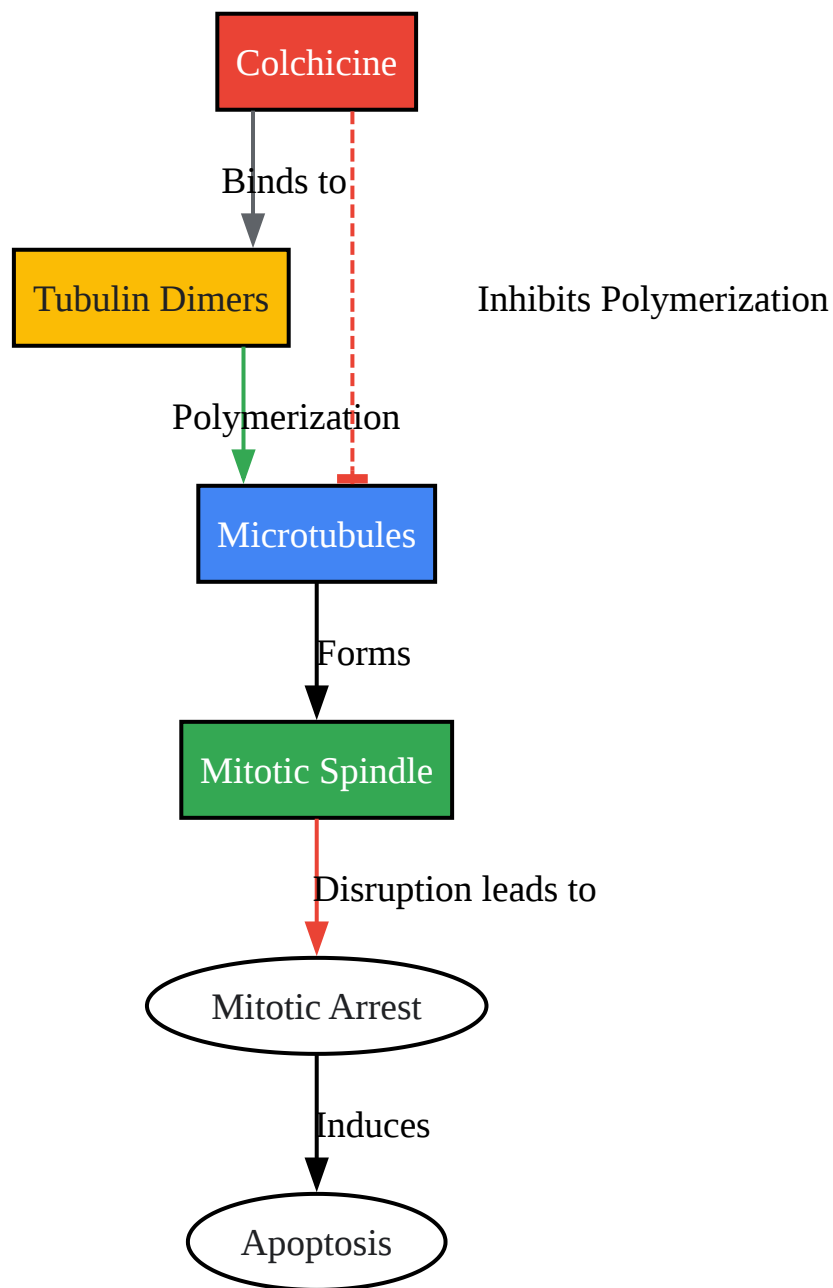 Colchicine
Binds to
Tubulin Dimers
Inhibits Polymerization
Polymerization
Microtubules
Forms
Mitotic Spindle
Disruption leads to
Mitotic Arrest
Induces
Apoptosis